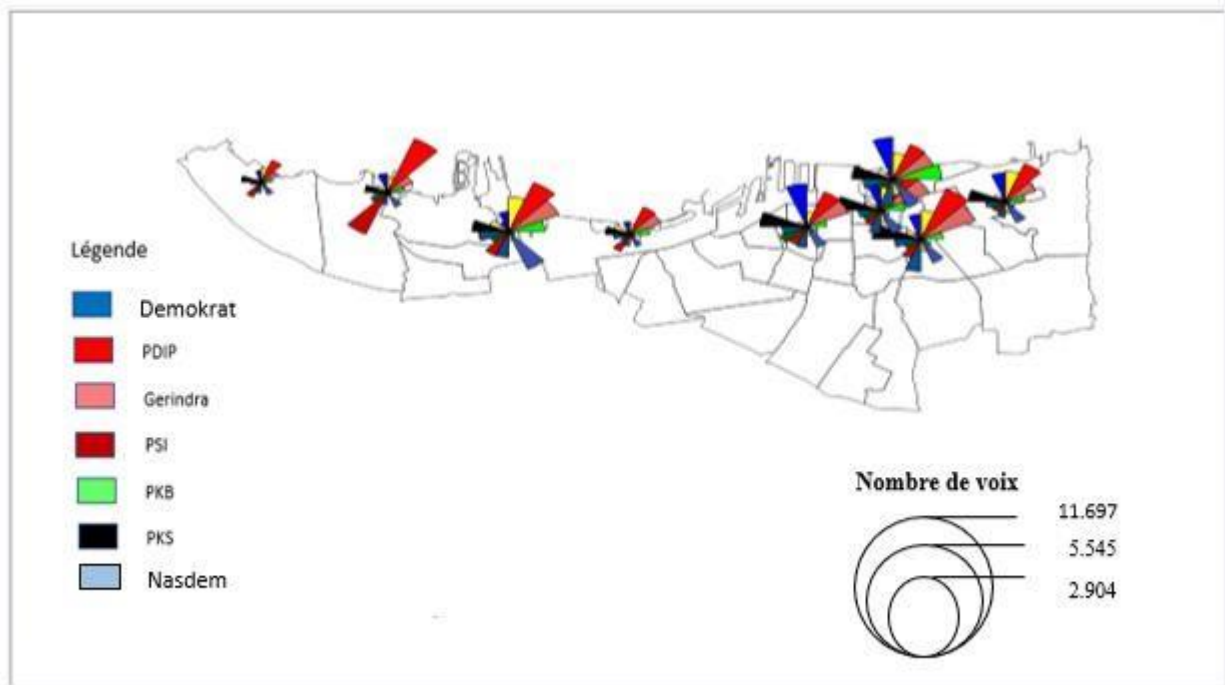 Légende
Demokrat
PDIP
Gerindra
PSI
PKB
PKS
Nasdem
Nombre de voix
11.697
5.545
2.904